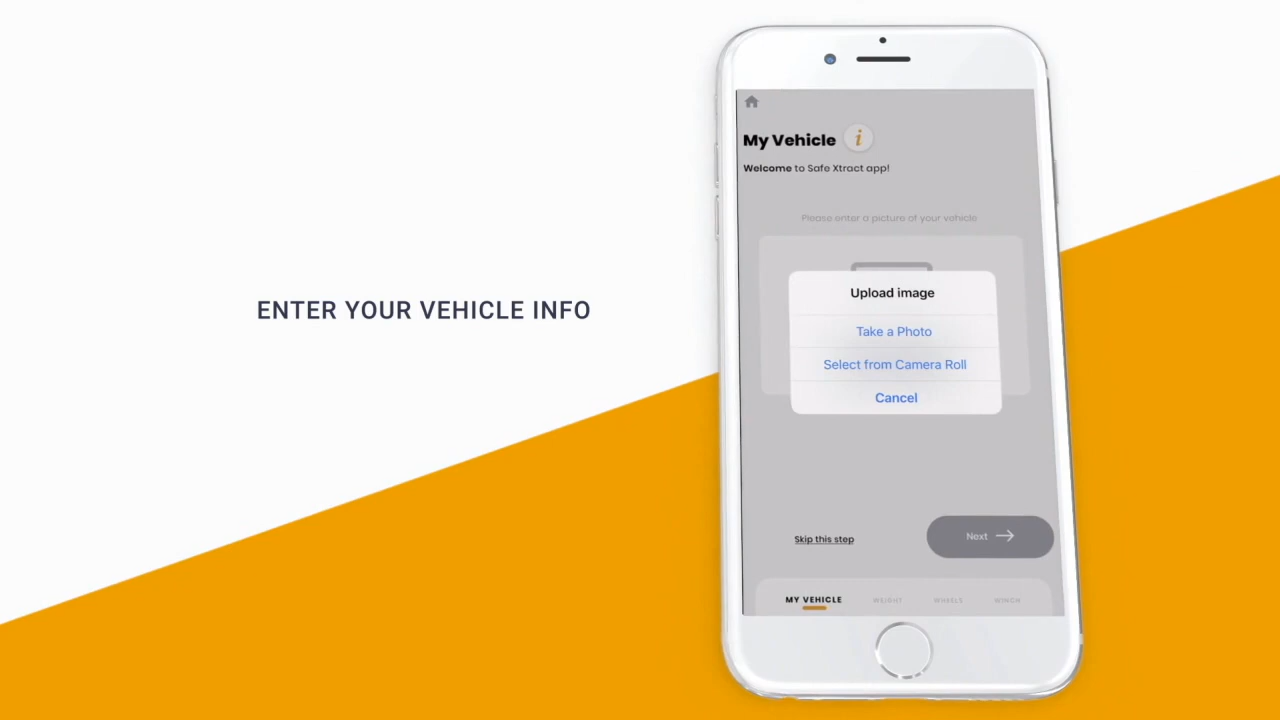 ENTER YOUR VEHICLE INFO
My Vehicle i
Welcome to Safe Xtract app!
Please enter a picture of your vehicle
Upload image
Take a Photo
Select from Camera Roll
Cancel
Skip this step
Next
MY VEHICLE WEIGHT WHEELS WINCH